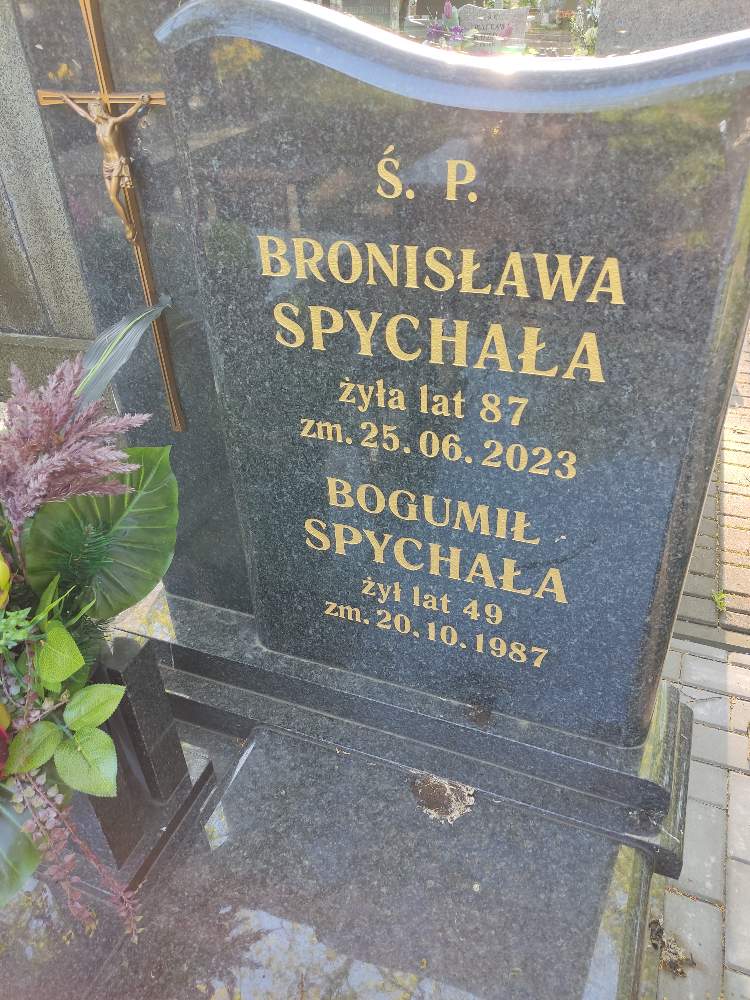 Ś. P.
BRONISŁAWA
SPYCHAŁA
żyła lat 87
zm. 25. 06. 2023
BOGUMIŁ
SPYCHAŁA
żył lat 49
zm. 20. 10. 1987